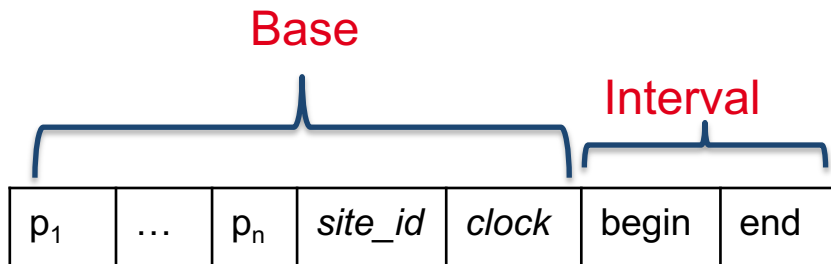 Base
Interval
p₁ … pₙ site_id clock begin end